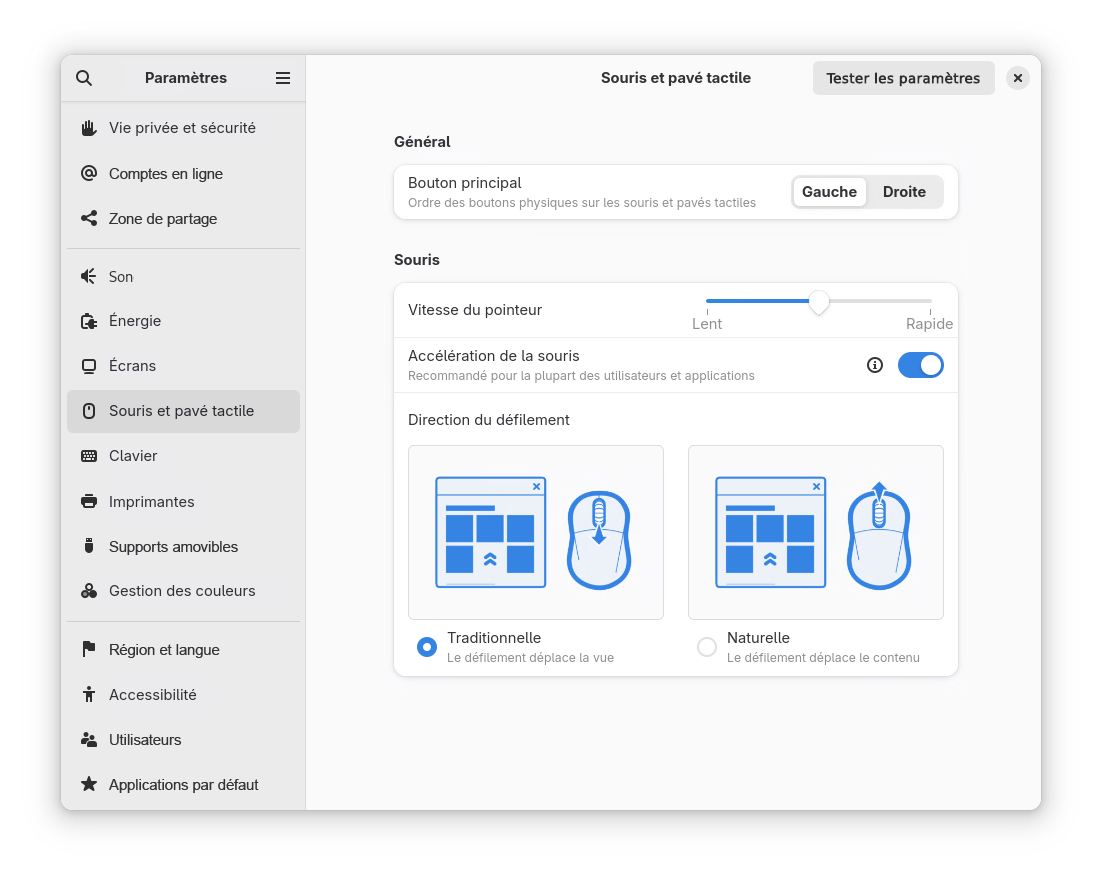 Paramètres
Vie privée et sécurité
Comptes en ligne
Zone de partage
Son
Énergie
Écrans
Souris et pavé tactile
Clavier
Imprimantes
Supports amovibles
Gestion des couleurs
Région et langue
Accessibilité
Utilisateurs
Applications par défaut
Souris et pavé tactile
Tester les paramètres
Général
Bouton principal
Ordre des boutons physiques sur les souris et pavés tactiles
Gauche Droite
Souris
Vitesse du pointeur
Lent Rapide
Accélération de la souris
Recommandé pour la plupart des utilisateurs et applications
Direction du défilement
Traditionnelle
Le défilement déplace la vue
Naturelle
Le défilement déplace le contenu